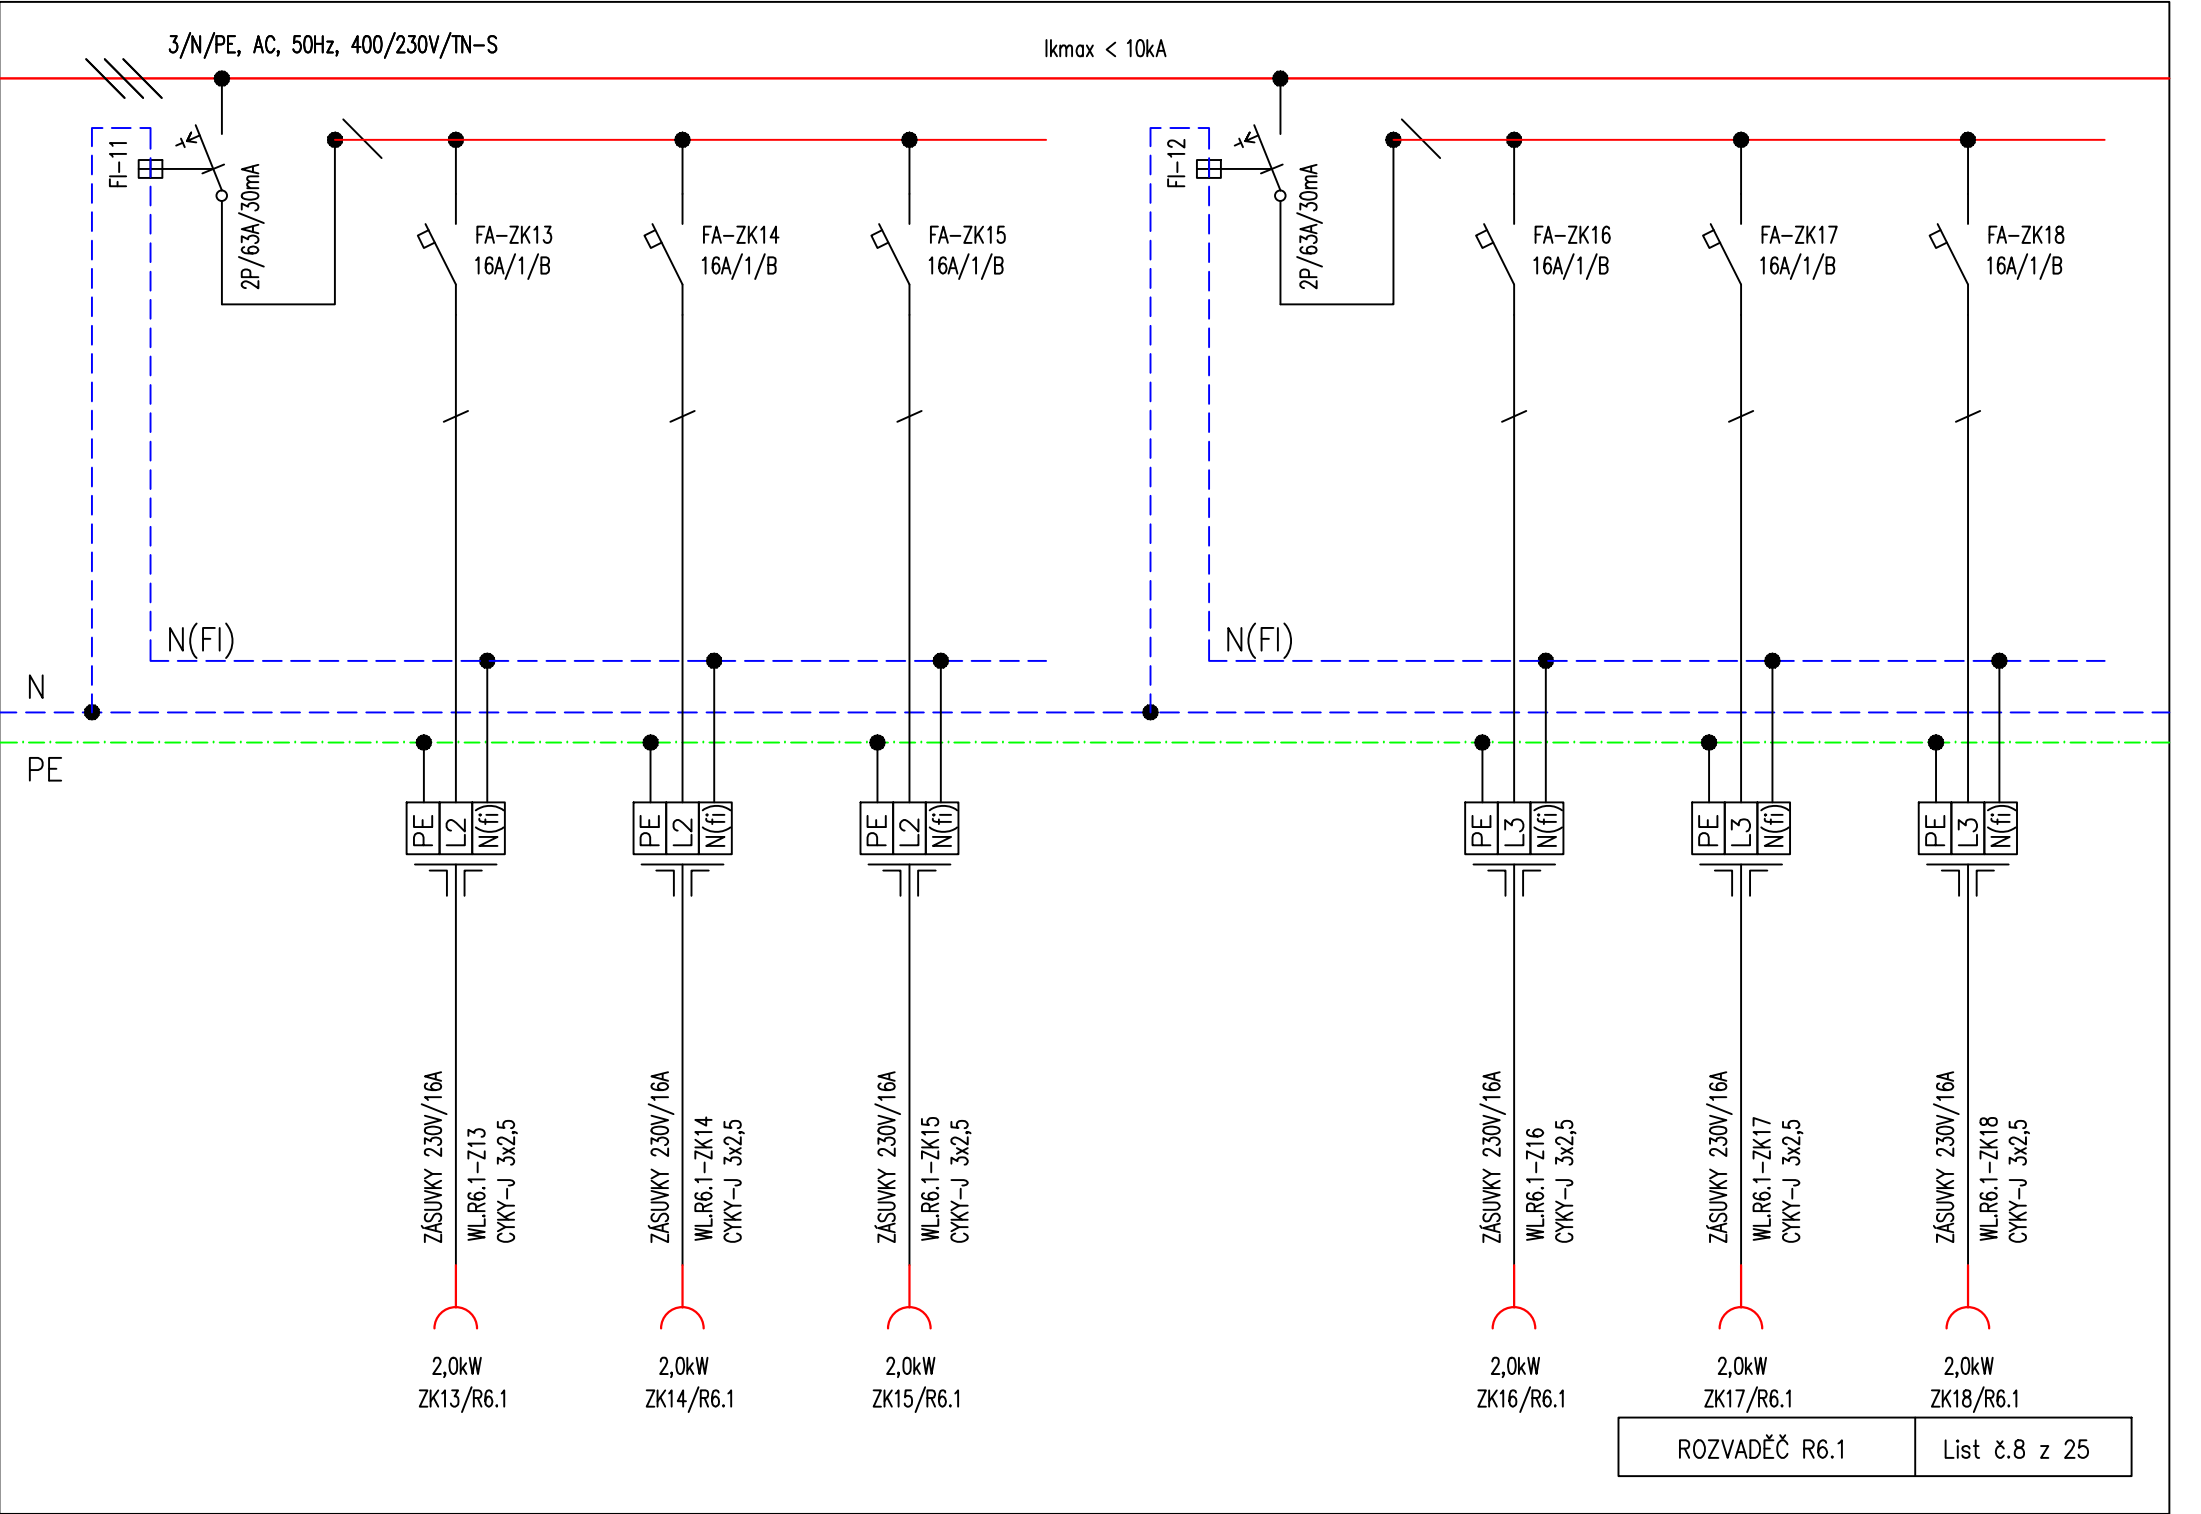 3/N/PE, AC, 50Hz, 400/230V/TN-S
Ikmax < 10kA
FI-11
2P/63A/30mA
FA-ZK13
16A/1/B
FA-ZK14
16A/1/B
FA-ZK15
16A/1/B
FI-12
2P/63A/30mA
FA-ZK16
16A/1/B
FA-ZK17
16A/1/B
FA-ZK18
16A/1/B
N(FI)
N(FI)
N
PE
PE L2 N(fi)
PE L2 N(fi)
PE L2 N(fi)
PE L3 N(fi)
PE L3 N(fi)
PE L3 N(fi)
ZÁSUVKY 230V/16A
WL.R6.1-Z13
CYKY-J 3x2,5
ZÁSUVKY 230V/16A
WL.R6.1-ZK14
CYKY-J 3x2,5
ZÁSUVKY 230V/16A
WL.R6.1-ZK15
CYKY-J 3x2,5
ZÁSUVKY 230V/16A
WL.R6.1-Z16
CYKY-J 3x2,5
ZÁSUVKY 230V/16A
WL.R6.1-ZK17
CYKY-J 3x2,5
ZÁSUVKY 230V/16A
WL.R6.1-ZK18
CYKY-J 3x2,5
2,0kW
ZK13/R6.1
2,0kW
ZK14/R6.1
2,0kW
ZK15/R6.1
2,0kW
ZK16/R6.1
2,0kW
ZK17/R6.1
2,0kW
ZK18/R6.1
ROZVADĚČ R6.1
List č.8 z 25